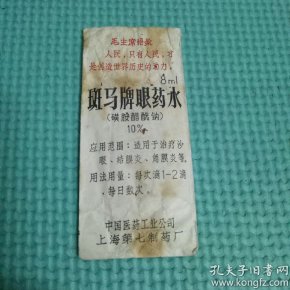 毛主席语录
人民，只有人民，才
是创造世界历史的动力。
8ml
斑马牌眼药水
(磺胺醋酰钠)
10%
应用范围：适用于治疗沙
眼、结膜炎、角膜炎等。
用法用量：每次滴1-2滴
每日数次。
中国医药工业公司
上海第七制药厂
孔夫子旧书网